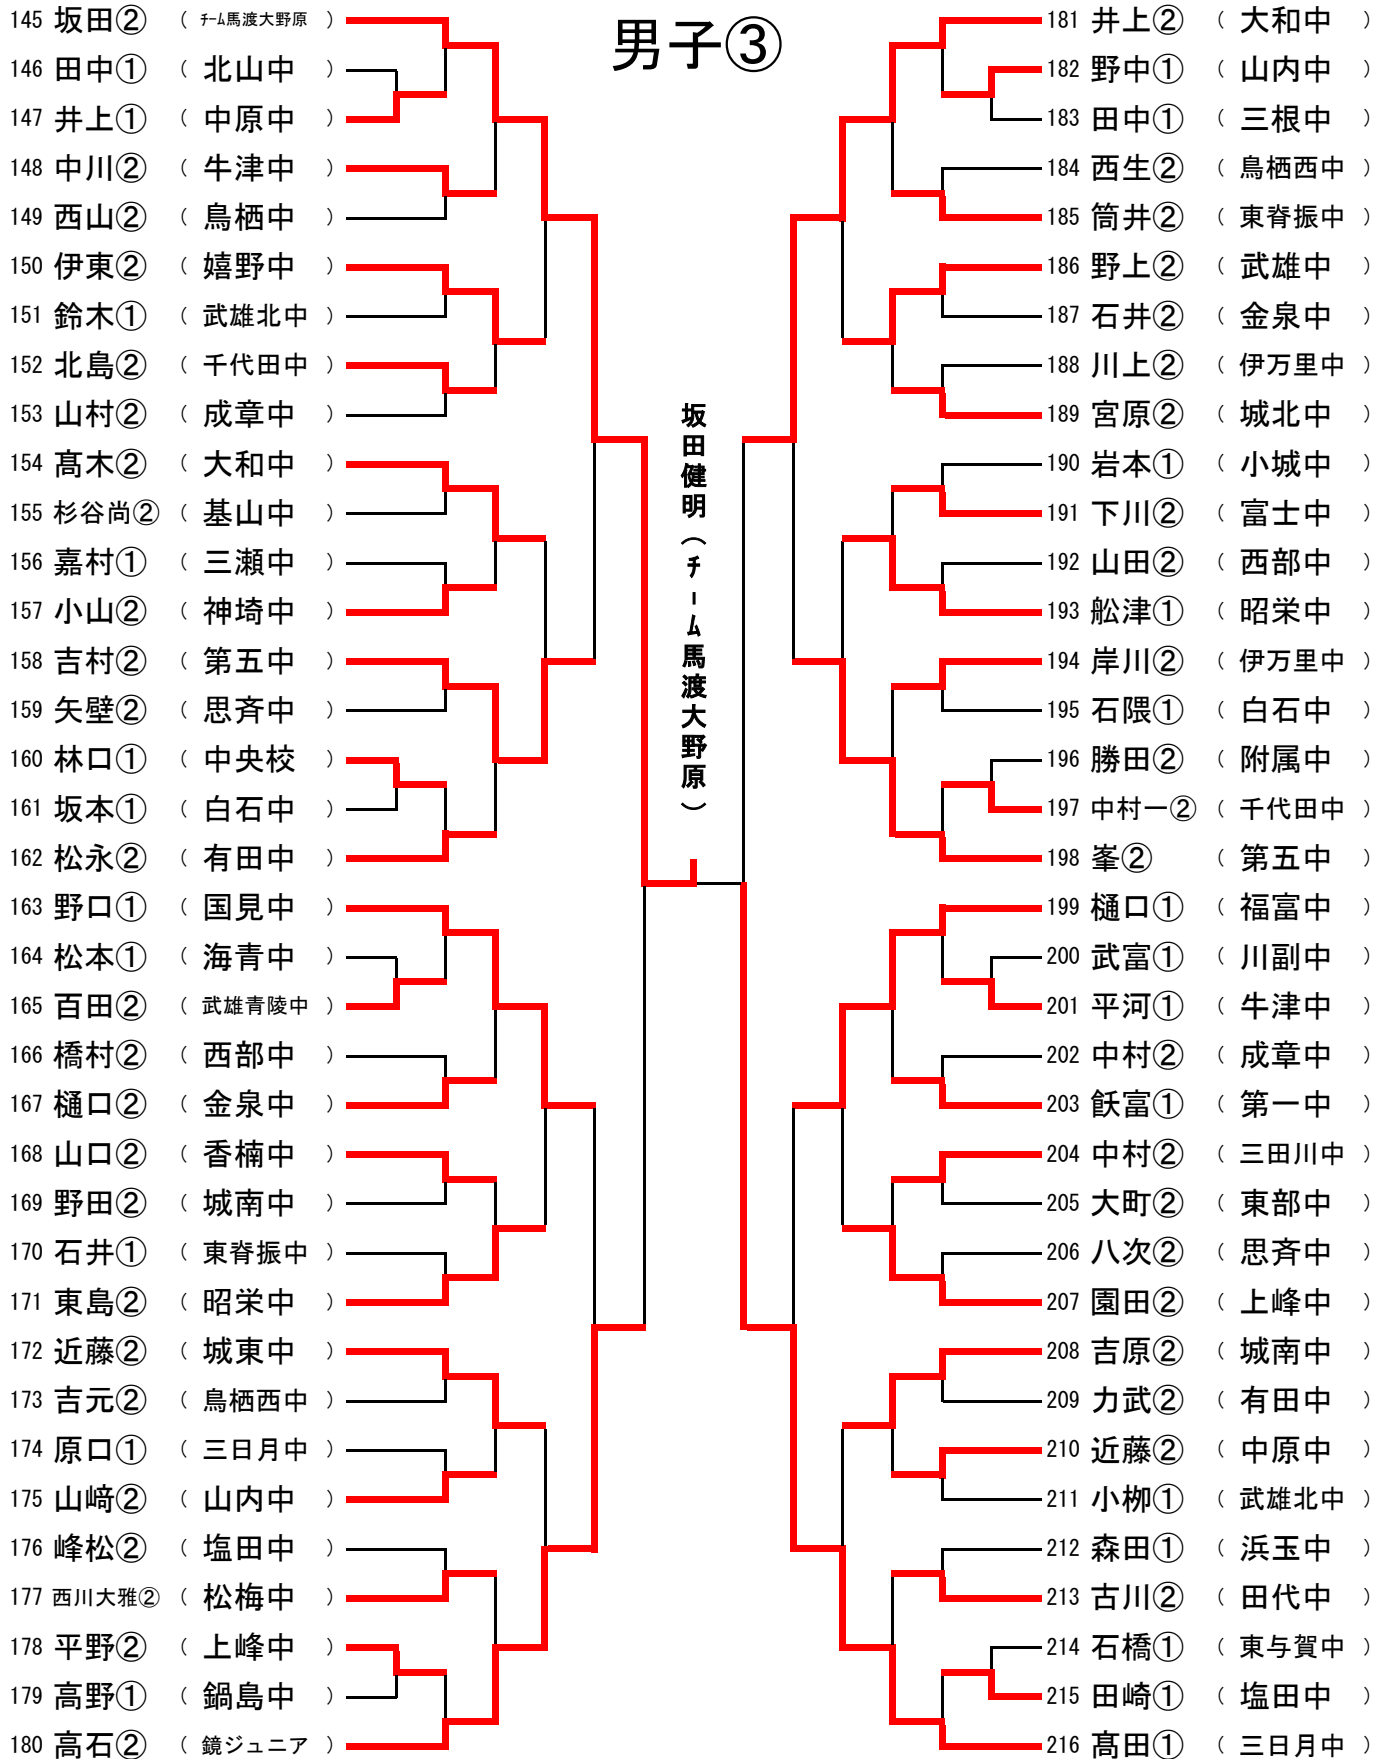 男子③
145 坂田② ( チーム馬渡大野原 )
146 田中① ( 北山中 )
147 井上① ( 中原中 )
148 中川② ( 牛津中 )
149 西山② ( 鳥栖中 )
150 伊東② ( 嬉野中 )
151 鈴木① ( 武雄北中 )
152 北島② ( 千代田中 )
153 山村② ( 成章中 )
154 髙木② ( 大和中 )
155 杉谷尚② ( 基山中 )
156 嘉村① ( 三瀬中 )
157 小山② ( 神埼中 )
158 吉村② ( 第五中 )
159 矢壁② ( 思斉中 )
160 林口① ( 中央校 )
161 坂本① ( 白石中 )
162 松永② ( 有田中 )
163 野口① ( 国見中 )
164 松本① ( 海青中 )
165 百田② ( 武雄青陵中 )
166 橋村② ( 西部中 )
167 樋口② ( 金泉中 )
168 山口② ( 香楠中 )
169 野田② ( 城南中 )
170 石井① ( 東脊振中 )
171 東島② ( 昭栄中 )
172 近藤② ( 城東中 )
173 吉元② ( 鳥栖西中 )
174 原口① ( 三日月中 )
175 山﨑② ( 山内中 )
176 峰松② ( 塩田中 )
177 西川大雅② ( 松梅中 )
178 平野② ( 上峰中 )
179 高野① ( 鍋島中 )
180 高石② ( 鏡ジュニア )
坂田健明(チーム馬渡大野原)
181 井上② ( 大和中 )
182 野中① ( 山内中 )
183 田中① ( 三根中 )
184 西生② ( 鳥栖西中 )
185 筒井② ( 東脊振中 )
186 野上② ( 武雄中 )
187 石井② ( 金泉中 )
188 川上② ( 伊万里中 )
189 宮原② ( 城北中 )
190 岩本① ( 小城中 )
191 下川② ( 富士中 )
192 山田② ( 西部中 )
193 舩津① ( 昭栄中 )
194 岸川② ( 伊万里中 )
195 石隈① ( 白石中 )
196 勝田② ( 附属中 )
197 中村一② ( 千代田中 )
198 峯② ( 第五中 )
199 樋口① ( 福富中 )
200 武富① ( 川副中 )
201 平河① ( 牛津中 )
202 中村② ( 成章中 )
203 飫富① ( 第一中 )
204 中村② ( 三田川中 )
205 大町② ( 東部中 )
206 八次② ( 思斉中 )
207 園田② ( 上峰中 )
208 吉原② ( 城南中 )
209 力武② ( 有田中 )
210 近藤② ( 中原中 )
211 小栁① ( 武雄北中 )
212 森田① ( 浜玉中 )
213 古川② ( 田代中 )
214 石橋① ( 東与賀中 )
215 田崎① ( 塩田中 )
216 髙田① ( 三日月中 )